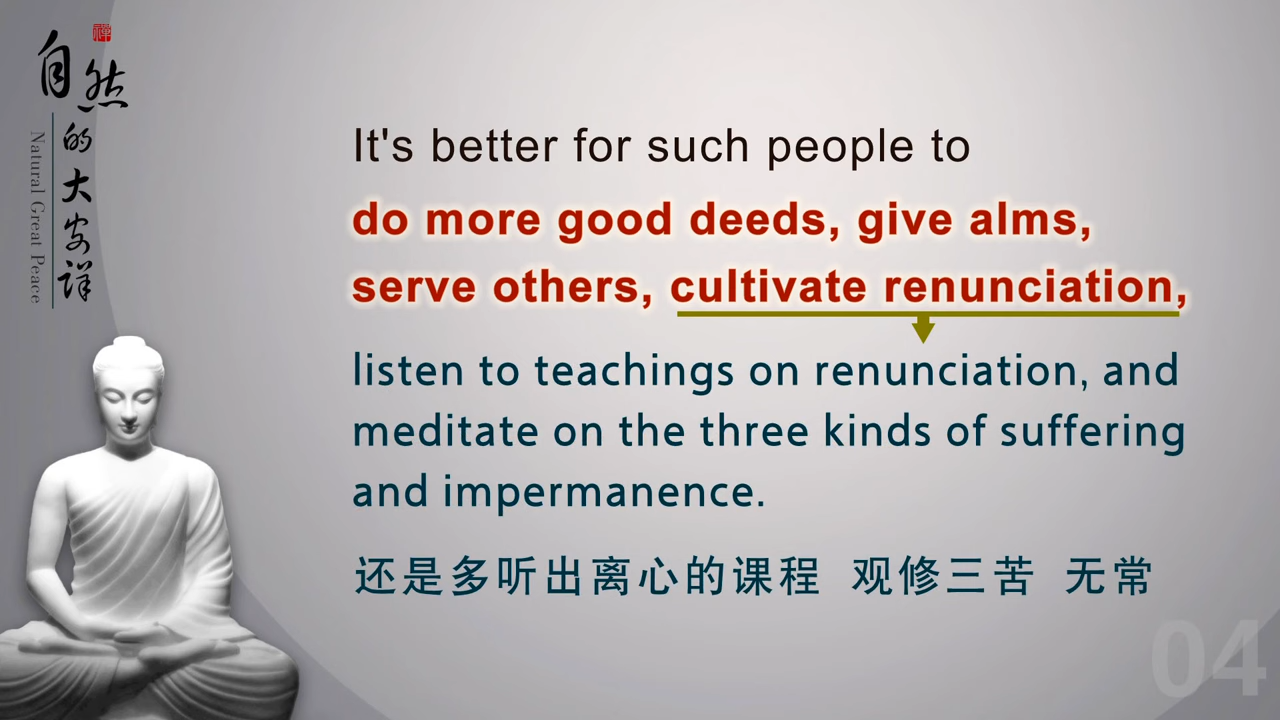 禅
自然
的大安详
Natural Great Peace
It's better for such people to
do more good deeds, give alms,
serve others, cultivate renunciation,
listen to teachings on renunciation, and
meditate on the three kinds of suffering
and impermanence.
还是多听出离心的课程 观修三苦 无常
04